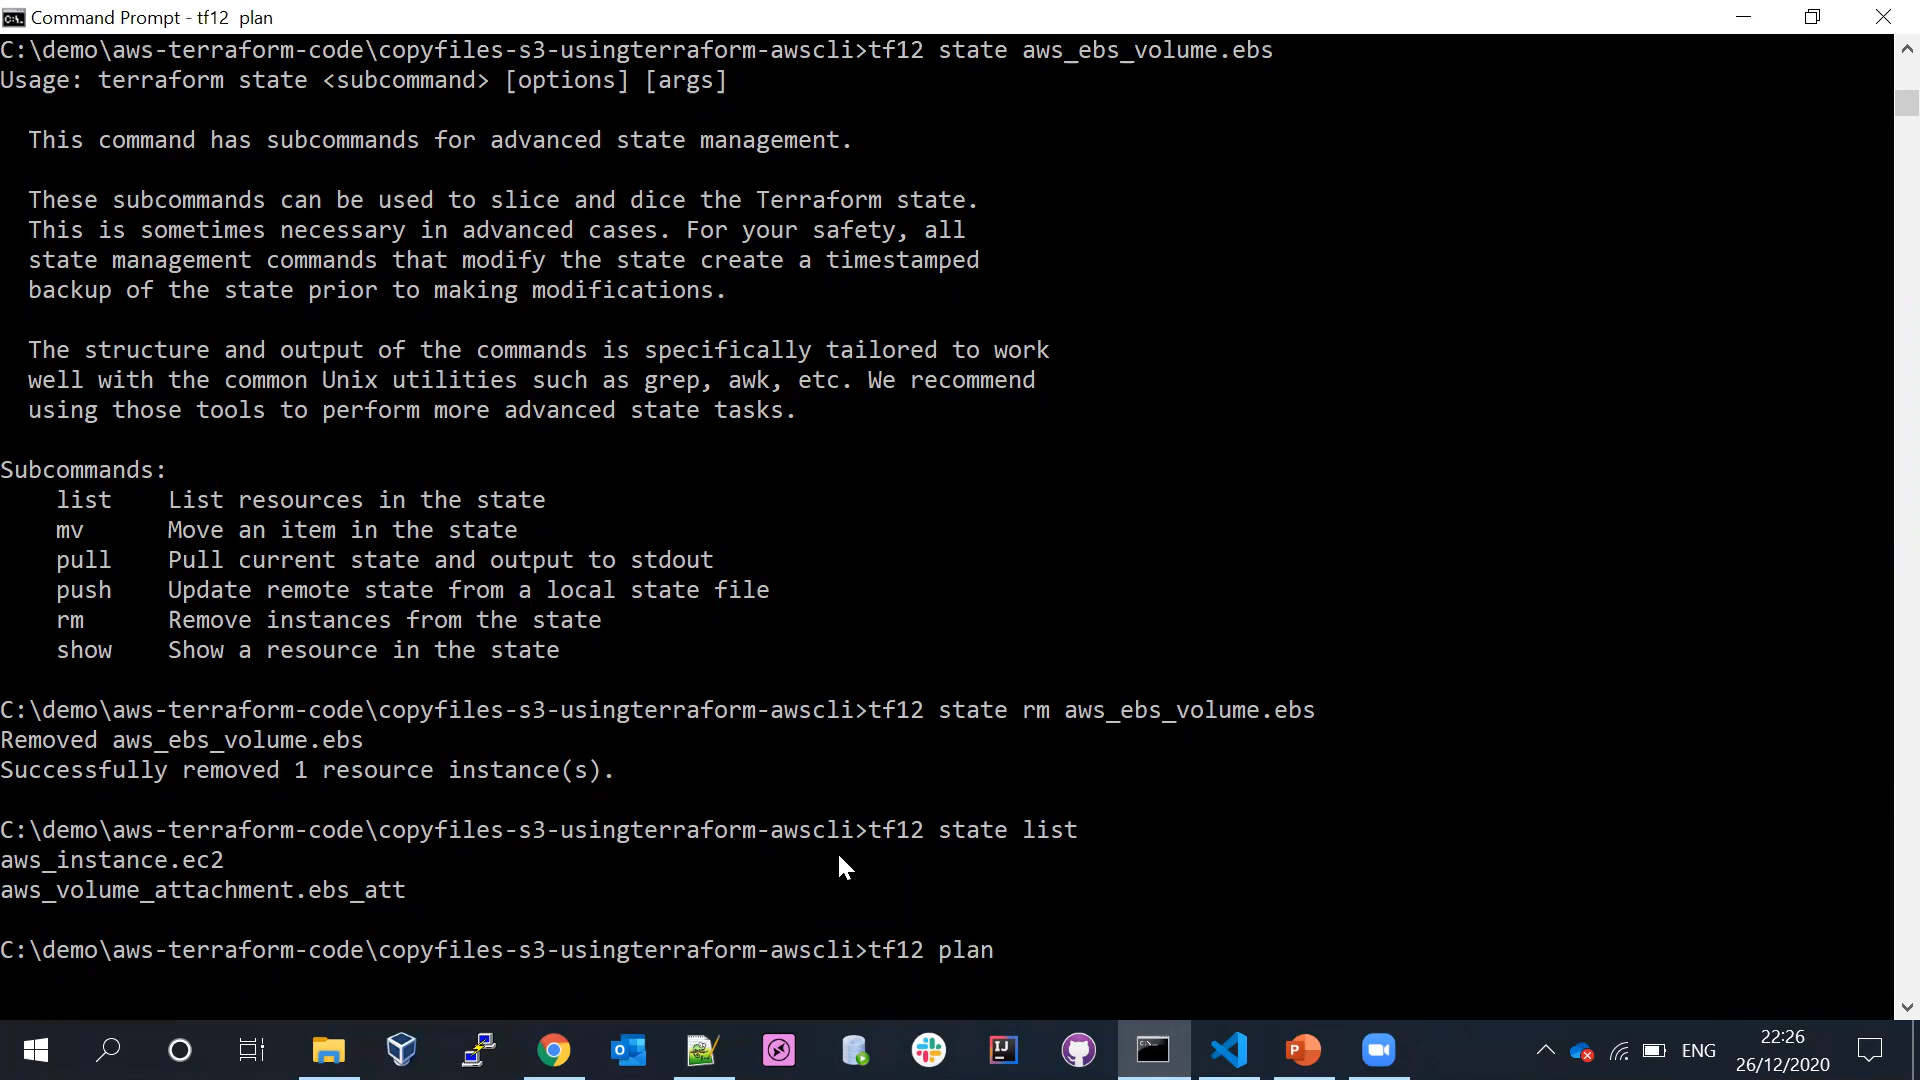 Command Prompt - tf12  plan
C:\demo\aws-terraform-code\copyfiles-s3-usingterraform-awscli>tf12 state aws_ebs_volume.ebs
Usage: terraform state <subcommand> [options] [args]
This command has subcommands for advanced state management.
These subcommands can be used to slice and dice the Terraform state.
This is sometimes necessary in advanced cases. For your safety, all
state management commands that modify the state create a timestamped
backup of the state prior to making modifications.
The structure and output of the commands is specifically tailored to work
well with the common Unix utilities such as grep, awk, etc. We recommend
using those tools to perform more advanced state tasks.
Subcommands:
list    List resources in the state
mv      Move an item in the state
pull    Pull current state and output to stdout
push    Update remote state from a local state file
rm      Remove instances from the state
show    Show a resource in the state
C:\demo\aws-terraform-code\copyfiles-s3-usingterraform-awscli>tf12 state rm aws_ebs_volume.ebs
Removed aws_ebs_volume.ebs
Successfully removed 1 resource instance(s).
C:\demo\aws-terraform-code\copyfiles-s3-usingterraform-awscli>tf12 state list
aws_instance.ec2
aws_volume_attachment.ebs_att
C:\demo\aws-terraform-code\copyfiles-s3-usingterraform-awscli>tf12 plan
ENG
22:26
26/12/2020